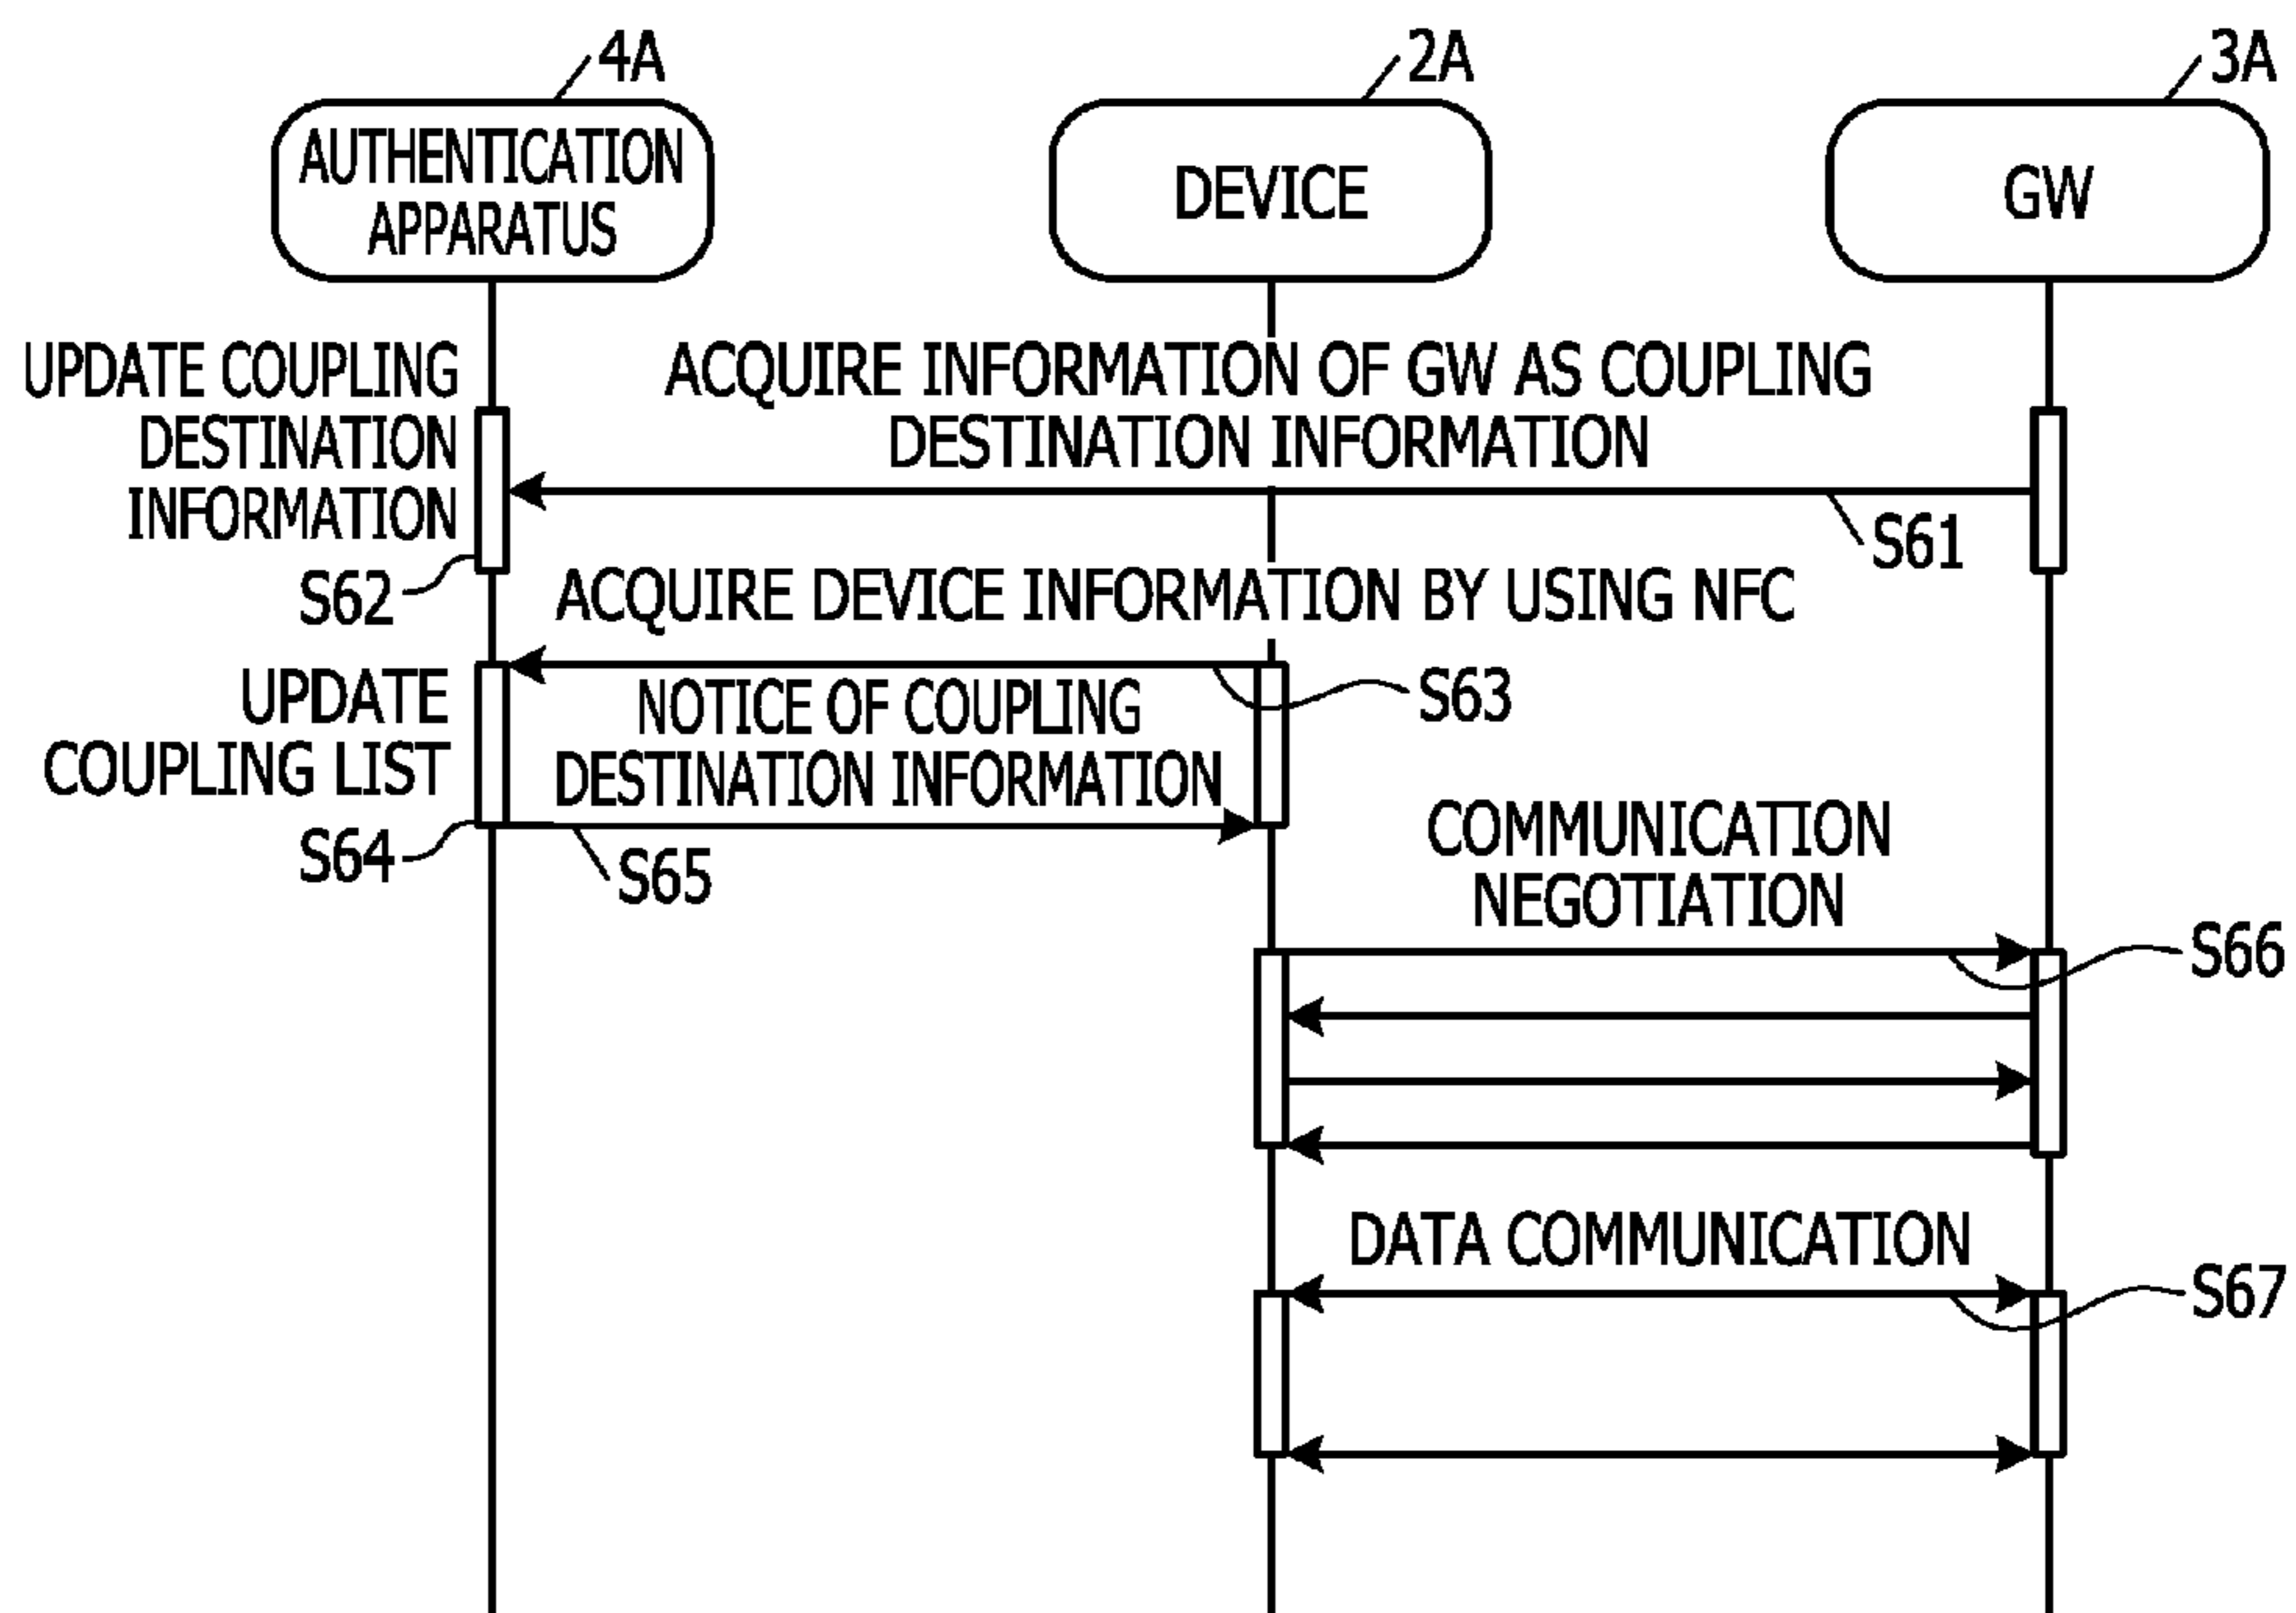 4A
2A
3A
AUTHENTICATION
APPARATUS
DEVICE
GW
UPDATE COUPLING
DESTINATION
INFORMATION
ACQUIRE INFORMATION OF GW AS COUPLING
DESTINATION INFORMATION
S61
S62
ACQUIRE DEVICE INFORMATION BY USING NFC
UPDATE
COUPLING LIST
S63
NOTICE OF COUPLING
DESTINATION INFORMATION
S64
S65
COMMUNICATION
NEGOTIATION
S66
DATA COMMUNICATION
S67